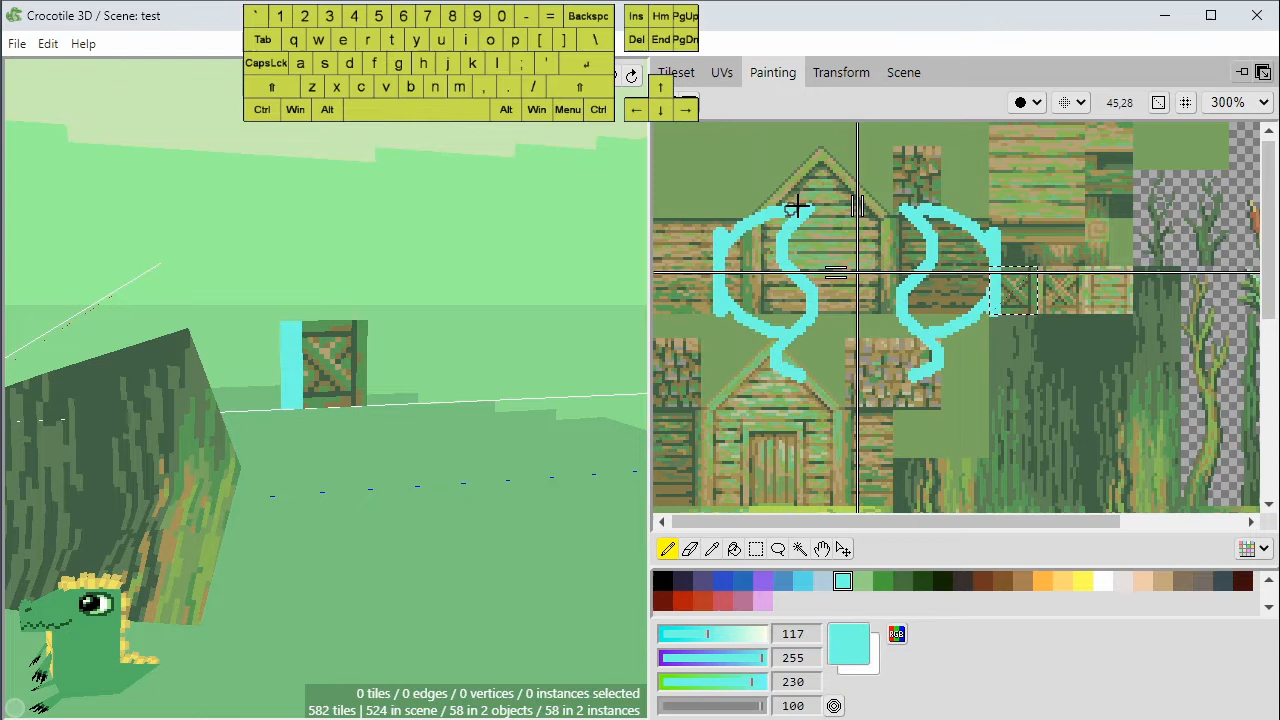 Crocotile 3D / Scene: test
File Edit Help
` 1 2 3 4 5 6 7 8 9 0 - = Backspc Ins Hm PgUp
Tab q w e r t y u i o p [ ] \ Del End PgDn
CapsLck a s d f g h j k l ; ' ↲
⇧ z x c v b n m , . / ⇧ ↑
Ctrl Win Alt Alt Win Menu Ctrl ← ↓ →
Tileset UVs Painting Transform Scene
45,28 300%
117
255 RGB
230
100
0 tiles / 0 edges / 0 vertices / 0 instances selected
582 tiles | 524 in scene / 58 in 2 objects / 58 in 2 instances